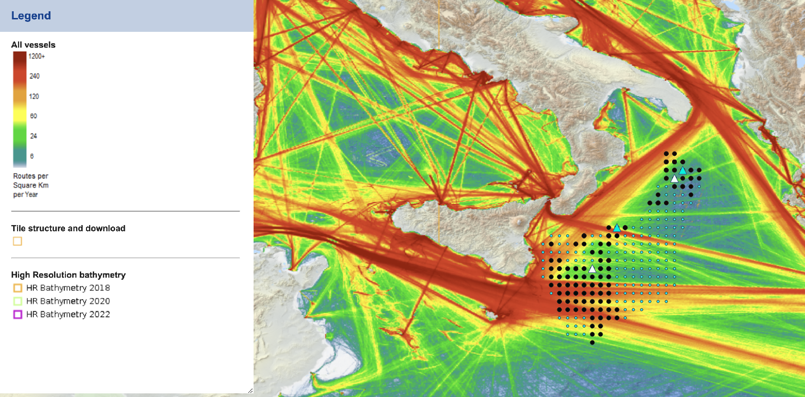 Legend
All vessels
1200+
240
120
60
24
6
Routes per
Square Km
per Year
Tile structure and download
High Resolution bathymetry
HR Bathymetry 2018
HR Bathymetry 2020
HR Bathymetry 2022